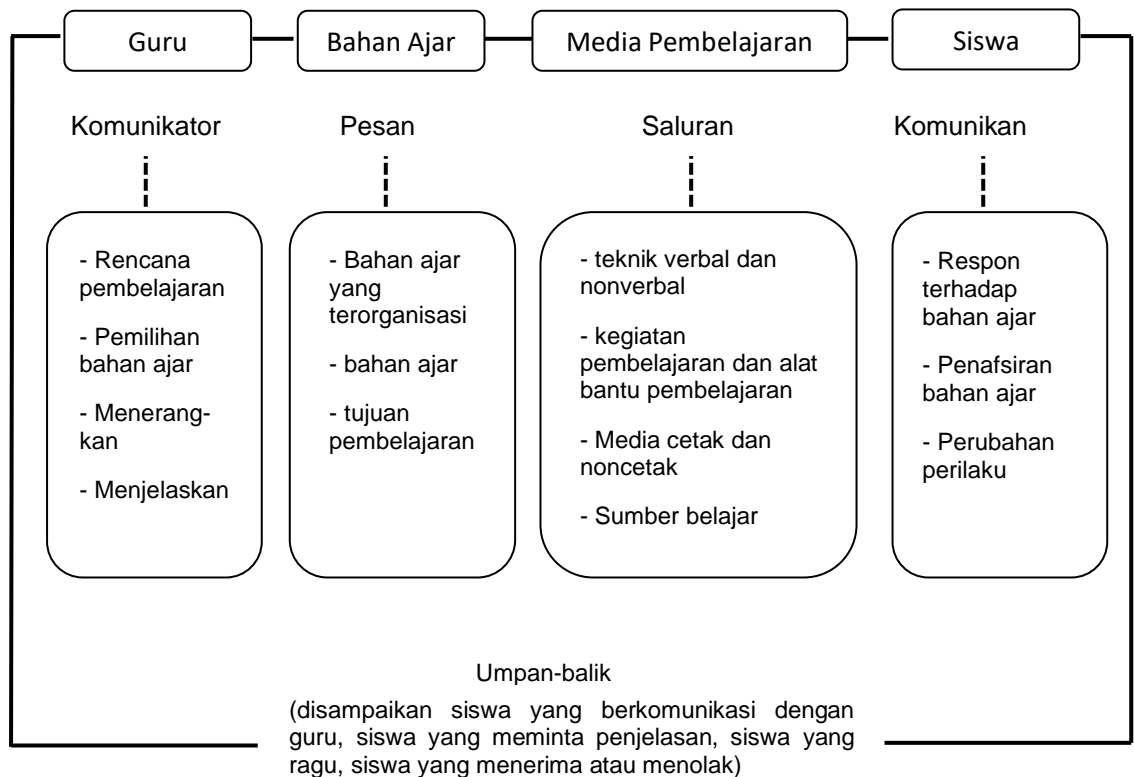 Guru
Bahan Ajar
Media Pembelajaran
Siswa
Komunikator
Pesan
Saluran
Komunikan
- Rencana
pembelajaran
- Pemilihan
bahan ajar
- Menerang-
kan
- Menjelaskan
- Bahan ajar
yang
terorganisasi
- bahan ajar
- tujuan
pembelajaran
- teknik verbal dan
nonverbal
- kegiatan
pembelajaran dan alat
bantu pembelajaran
- Media cetak dan
noncetak
- Sumber belajar
- Respon
terhadap
bahan ajar
- Penafsiran
bahan ajar
- Perubahan
perilaku
Umpan-balik
(disampaikan siswa yang berkomunikasi dengan
guru, siswa yang meminta penjelasan, siswa yang
ragu, siswa yang menerima atau menolak)